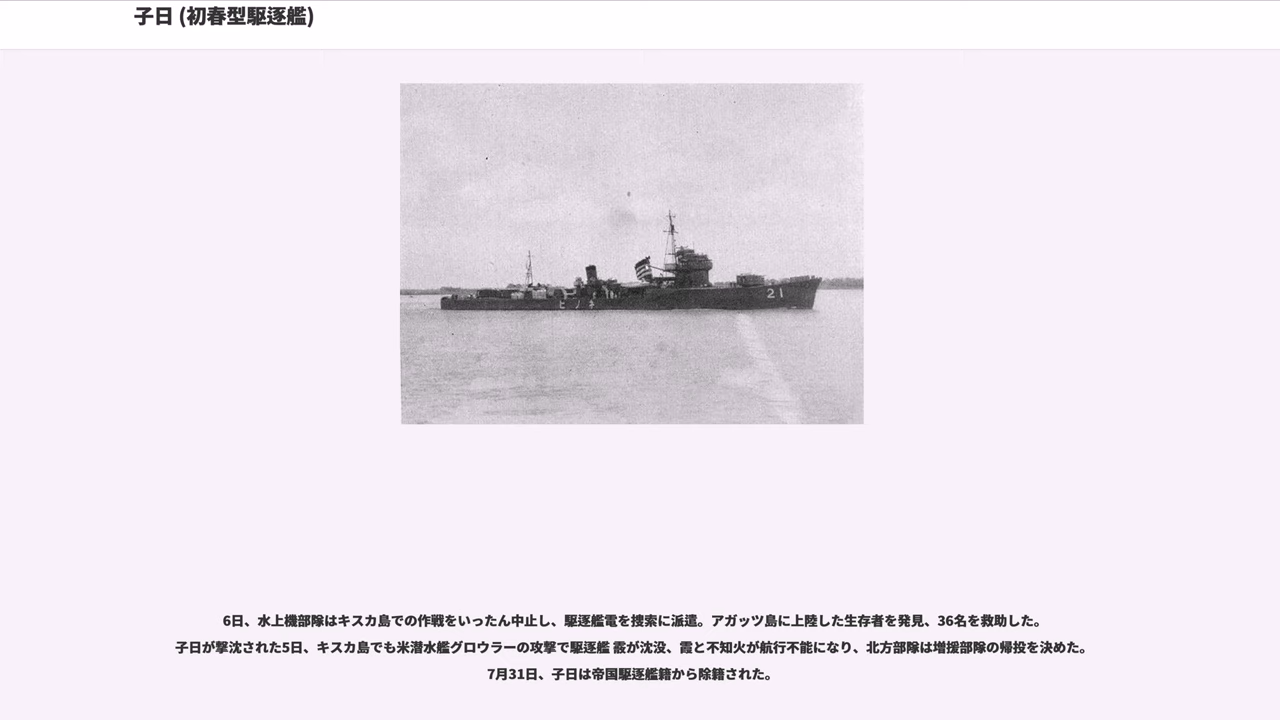 子日 (初春型駆逐艦)
21
ヒノネ
6日、水上機部隊はキスカ島での作戦をいったん中止し、駆逐艦電を捜索に派遣。アガッツ島に上陸した生存者を発見、36名を救助した。
子日が撃沈された5日、キスカ島でも米潜水艦グロウラーの攻撃で駆逐艦 霰が沈没、霞と不知火が航行不能になり、北方部隊は増援部隊の帰投を決めた。
7月31日、子日は帝国駆逐艦籍から除籍された。